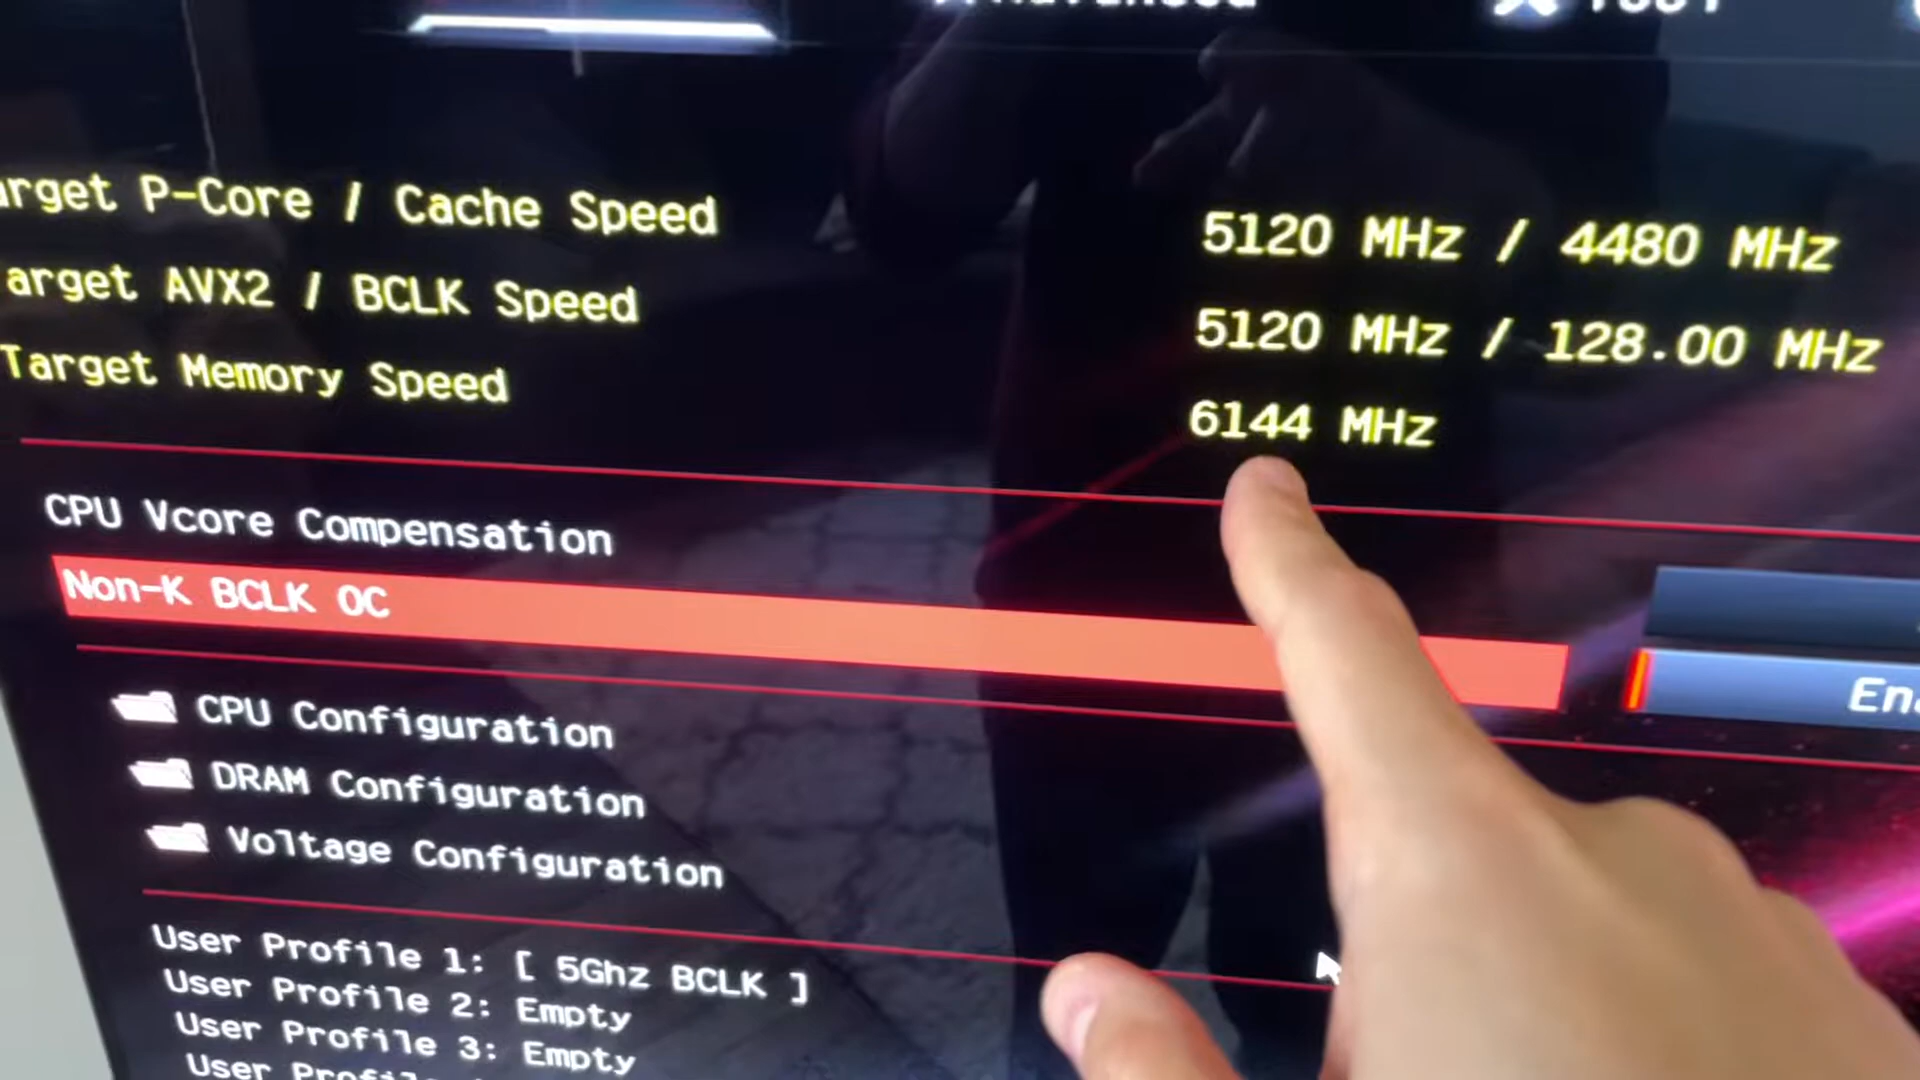 arget P-Core / Cache Speed 5120 MHz / 4480 MHz
arget AVX2 / BCLK Speed 5120 MHz / 128.00 MHz
Target Memory Speed 6144 MHz
CPU Vcore Compensation
Non-K BCLK OC
En
CPU Configuration
DRAM Configuration
Voltage Configuration
User Profile 1: [ 5Ghz BCLK ]
User Profile 2: Empty
User Profile 3: Empty
User